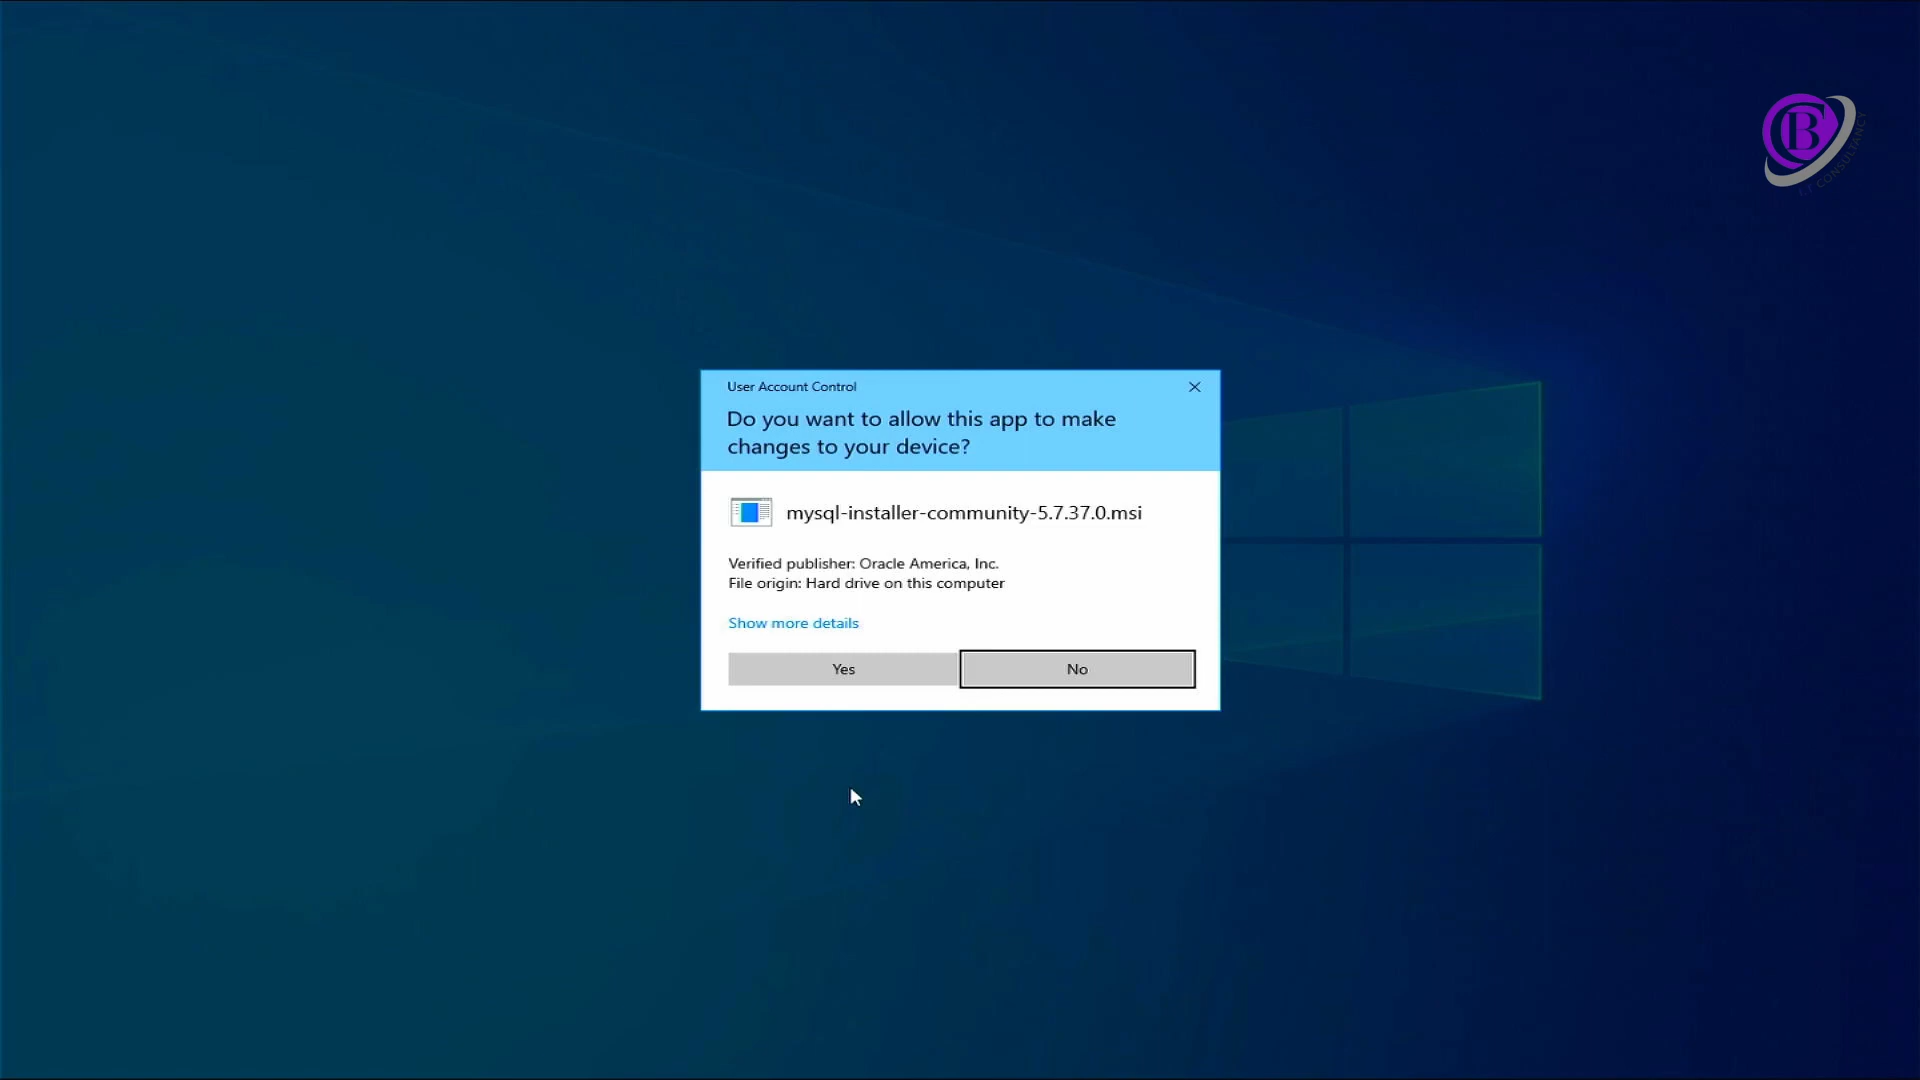 User Account Control
Do you want to allow this app to make
changes to your device?
mysql-installer-community-5.7.37.0.msi
Verified publisher: Oracle America, Inc.
File origin: Hard drive on this computer
Show more details
Yes
No
CB
I.T CONSULTANCY